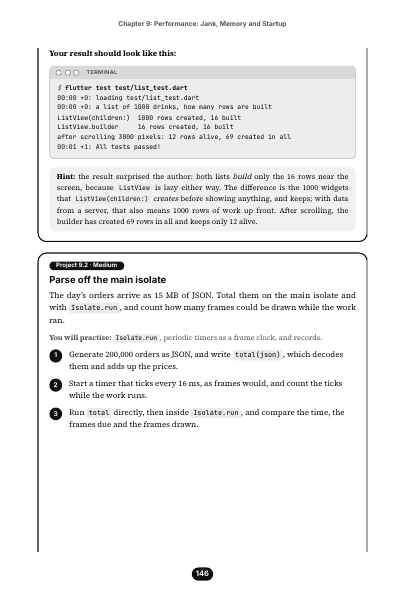 Chapter 9: Performance: Jank, Memory and Startup
Your result should look like this:
TERMINAL
$ flutter test test/list_test.dart
00:00 +0: loading test/list_test.dart
00:00 +0: a list of 1000 drinks, how many rows are built
ListView(children:)  1000 rows created, 16 built
ListView.builder     16 rows created, 16 built
after scrolling 3000 pixels: 12 rows alive, 69 created in all
00:01 +1: All tests passed!
Hint: the result surprised the author: both lists build only the 16 rows near the
screen, because ListView is lazy either way. The difference is the 1000 widgets
that ListView(children:) creates before showing anything, and keeps; with data
from a server, that also means 1000 rows of work up front. After scrolling, the
builder has created 69 rows in all and keeps only 12 alive.
Project 9.2 · Medium
Parse off the main isolate
The day's orders arrive as 15 MB of JSON. Total them on the main isolate and
with Isolate.run, and count how many frames could be drawn while the work
ran.
You will practise: Isolate.run, periodic timers as a frame clock, and records.
1 Generate 200,000 orders as JSON, and write total(json), which decodes
them and adds up the prices.
2 Start a timer that ticks every 16 ms, as frames would, and count the ticks
while the work runs.
3 Run total directly, then inside Isolate.run, and compare the time, the
frames due and the frames drawn.
146